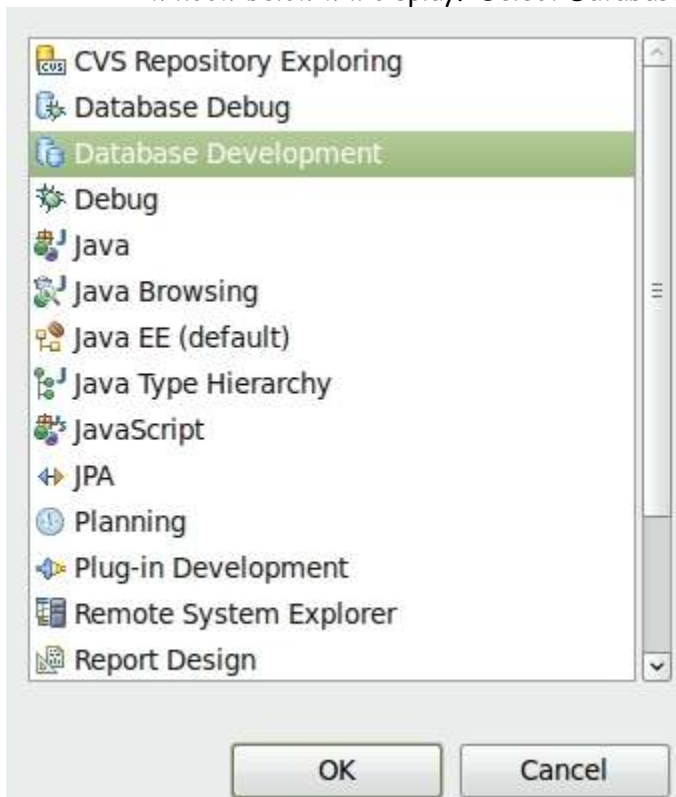 CVS Repository Exploring
Database Debug
Database Development
Debug
Java
Java Browsing
Java EE (default)
Java Type Hierarchy
JavaScript
JPA
Planning
Plug-in Development
Remote System Explorer
Report Design
OK
Cancel